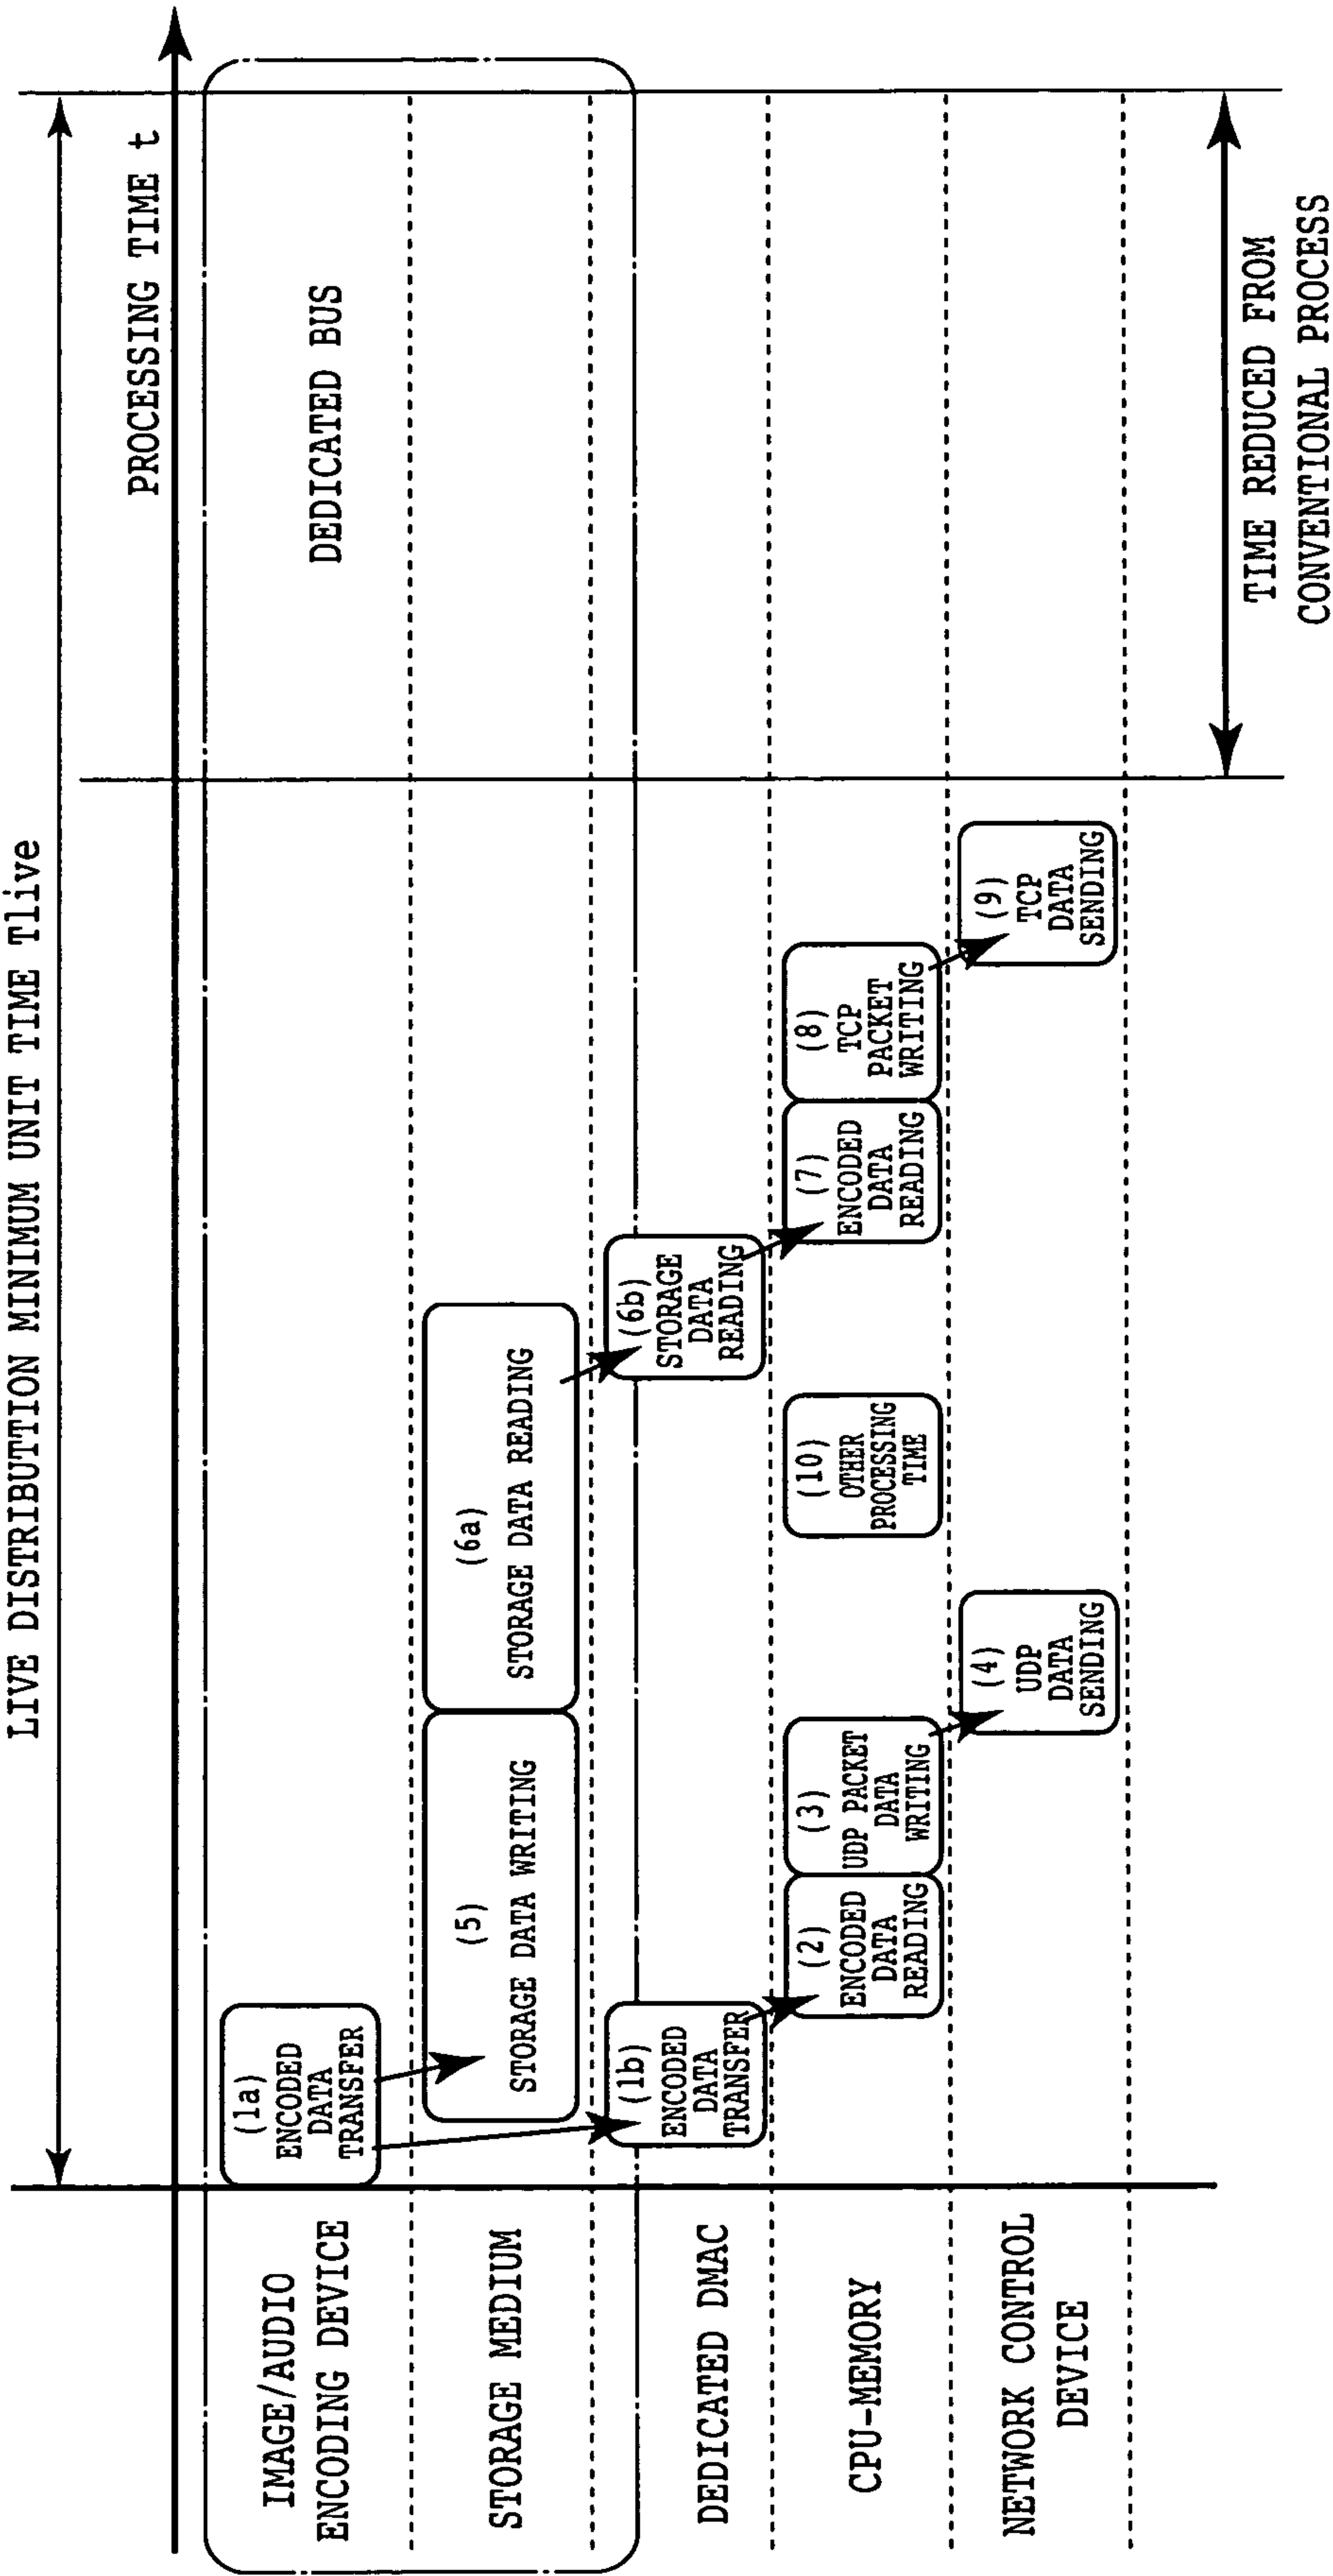 LIVE DISTRIBUTTION MINIMUM UNIT TIME Tlive
PROCESSING TIME t
DEDICATED BUS
IMAGE/AUDIO
ENCODING DEVICE
(1a)
ENCODED
DATA
TRANSFER
STORAGE MEDIUM
(5)
STORAGE DATA WRITING
(6a)
STORAGE DATA READING
DEDICATED DMAC
(1b)
ENCODED
DATA
TRANSFER
(6b)
STORAGE
DATA
READING
CPU-MEMORY
(2)
ENCODED
DATA
READING
(3)
UDP PACKET
DATA
WRITING
(10)
OTHER
PROCESSING
TIME
(7)
ENCODED
DATA
READING
(8)
TCP
PACKET
WRITING
NETWORK CONTROL
DEVICE
(4)
UDP
DATA
SENDING
(9)
TCP
DATA
SENDING
TIME REDUCED FROM
CONVENTIONAL PROCESS